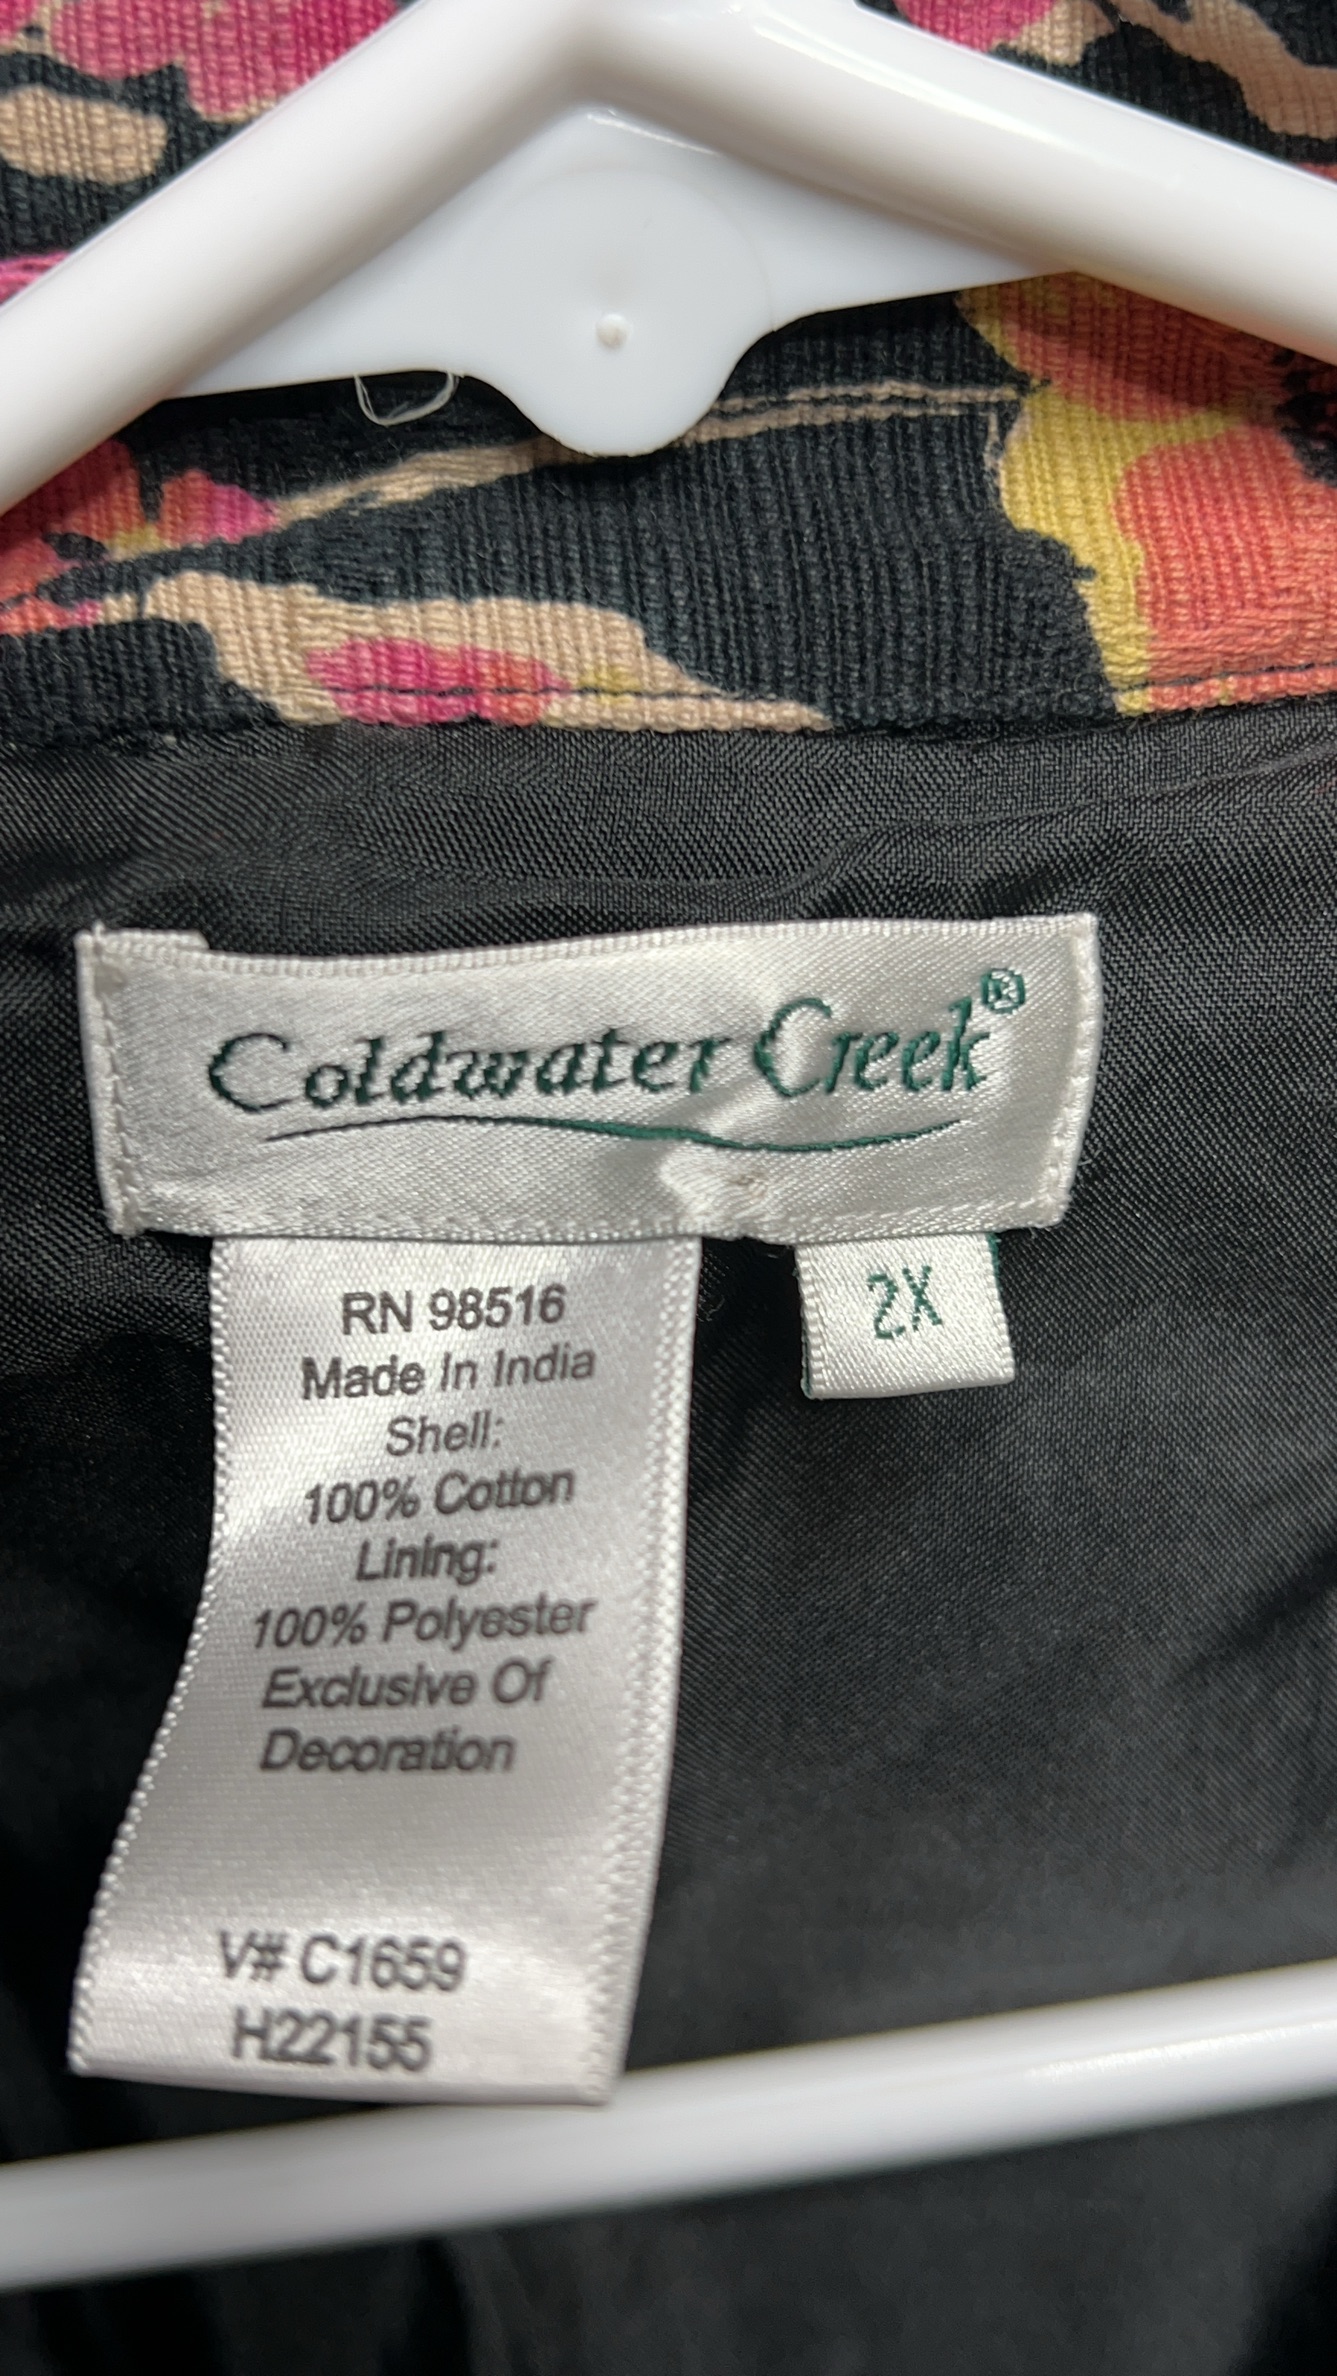 Coldwater Creek®
2X
RN 98516
Made In India
Shell:
100% Cotton
Lining:
100% Polyester
Exclusive Of
Decoration
V# C1659
H22155